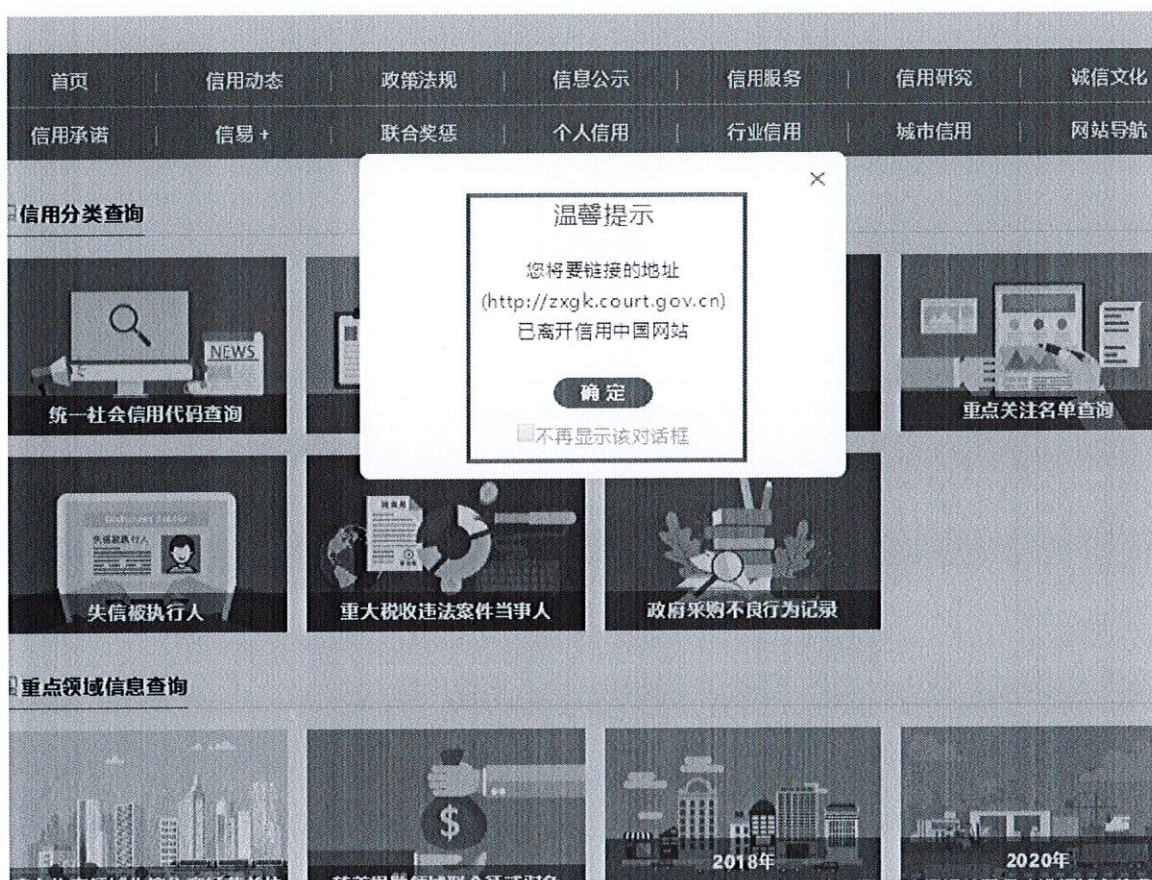 首页 信用动态 政策法规 信息公示 信用服务 信用研究 诚信文化
信用承诺 信易 + 联合奖惩 个人信用 行业信用 城市信用 网站导航
×
信用分类查询
温馨提示
您将要链接的地址
(http://zxgk.court.gov.cn)
已离开信用中国网站
确 定
不再显示该对话框
NEWS
统一社会信用代码查询
重点关注名单查询
失信被执行人
失信被执行人
重大税收违法案件当事人
政府采购不良行为记录
重点领域信息查询
$
2018年
2020年